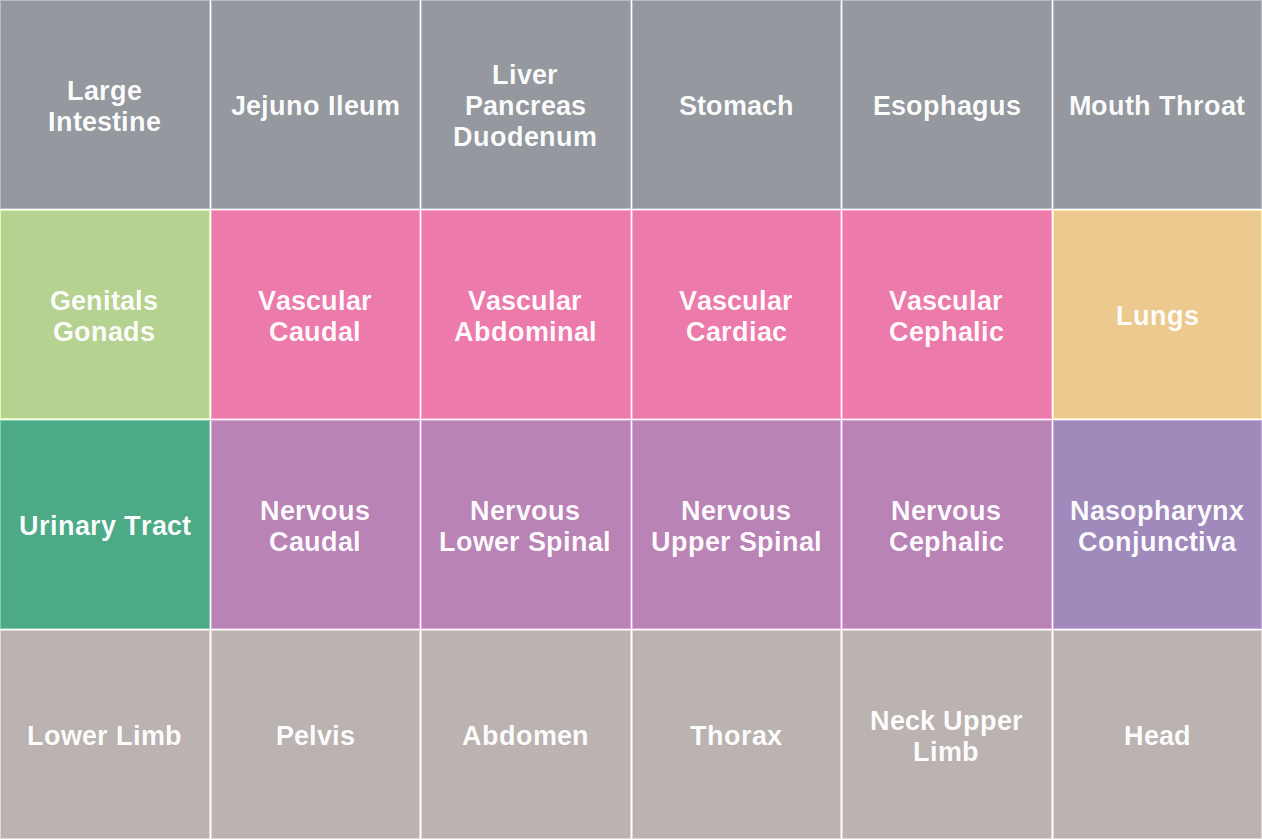 Large
Intestine
Jejuno Ileum
Liver
Pancreas
Duodenum
Stomach
Esophagus
Mouth Throat
Genitals
Gonads
Vascular
Caudal
Vascular
Abdominal
Vascular
Cardiac
Vascular
Cephalic
Lungs
Urinary Tract
Nervous
Caudal
Nervous
Lower Spinal
Nervous
Upper Spinal
Nervous
Cephalic
Nasopharynx
Conjunctiva
Lower Limb
Pelvis
Abdomen
Thorax
Neck Upper
Limb
Head